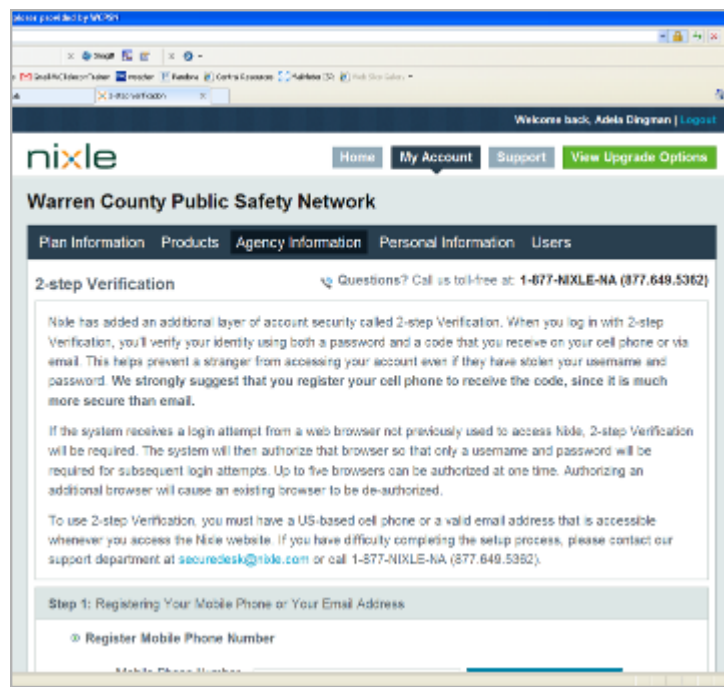 plorer provided by WCPSN
Welcome back, Adela Dingman | Logout
nixle
Home My Account Support View Upgrade Options
Warren County Public Safety Network
Plan Information Products Agency Information Personal Information Users
2-step Verification Questions? Call us toll-free at: 1-877-NIXLE-NA (877.649.5362)
Nixle has added an additional layer of account security called 2-step Verification. When you log in with 2-step
Verification, you'll verify your identity using both a password and a code that you receive on your cell phone or via
email. This helps prevent a stranger from accessing your account even if they have stolen your username and
password. We strongly suggest that you register your cell phone to receive the code, since it is much
more secure than email.
If the system receives a login attempt from a web browser not previously used to access Nixle, 2-step Verification
will be required. The system will then authorize that browser so that only a username and password will be
required for subsequent login attempts. Up to five browsers can be authorized at one time. Authorizing an
additional browser will cause an existing browser to be de-authorized.
To use 2-step Verification, you must have a US-based cell phone or a valid email address that is accessible
whenever you access the Nixle website. If you have difficulty completing the setup process, please contact our
support department at securedesk@nixle.com or call 1-877-NIXLE-NA (877.649.5362).
Step 1: Registering Your Mobile Phone or Your Email Address
Register Mobile Phone Number
Mobile Phone Number